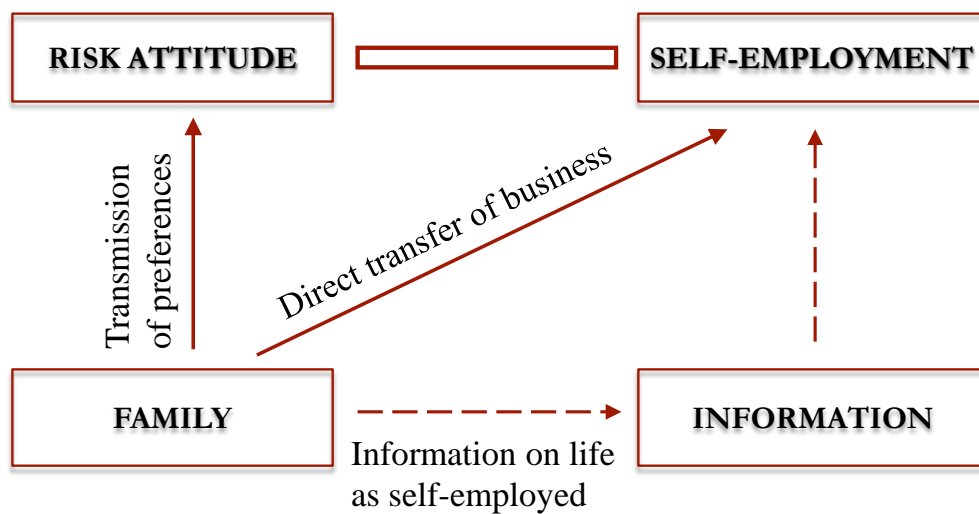 RISK ATTITUDE
SELF-EMPLOYMENT
Transmission
of preferences
Direct transfer of business
FAMILY
INFORMATION
Information on life
as self-employed